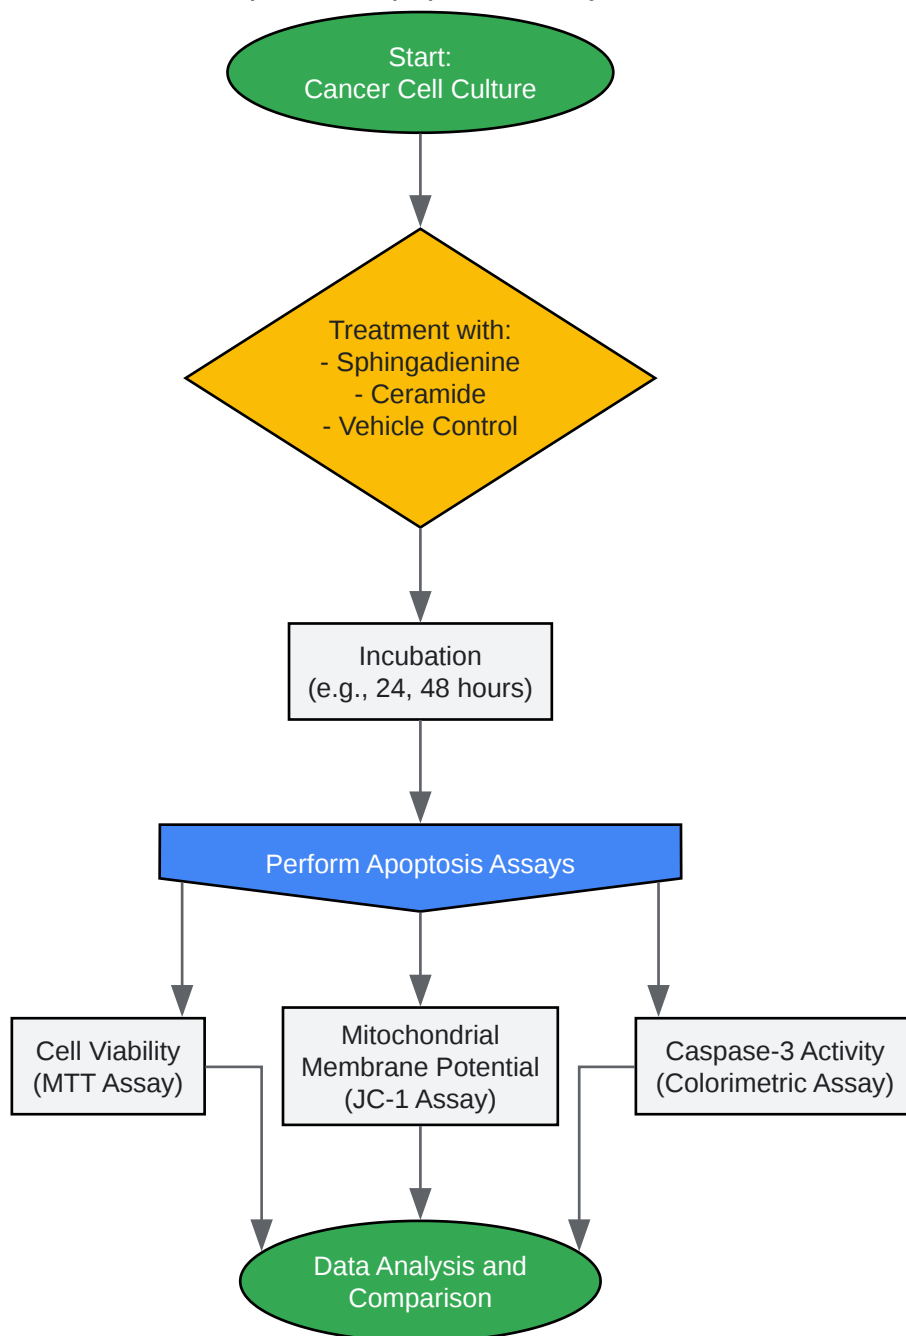 Start:
Cancer Cell Culture
Treatment with:
- Sphingadienine
- Ceramide
- Vehicle Control
Incubation
(e.g., 24, 48 hours)
Perform Apoptosis Assays
Cell Viability
(MTT Assay)
Mitochondrial
Membrane Potential
(JC-1 Assay)
Caspase-3 Activity
(Colorimetric Assay)
Data Analysis and
Comparison